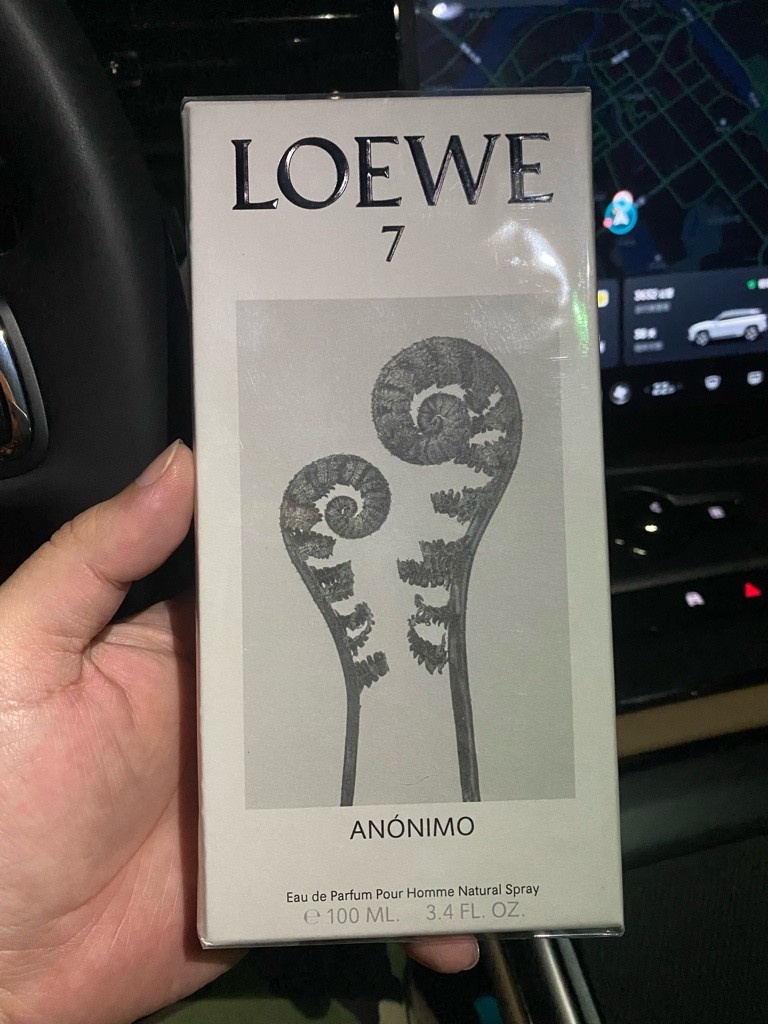 LOEWE
7
ANÓNIMO
Eau de Parfum Pour Homme Natural Spray
℮ 100 ML. 3.4 FL. OZ.